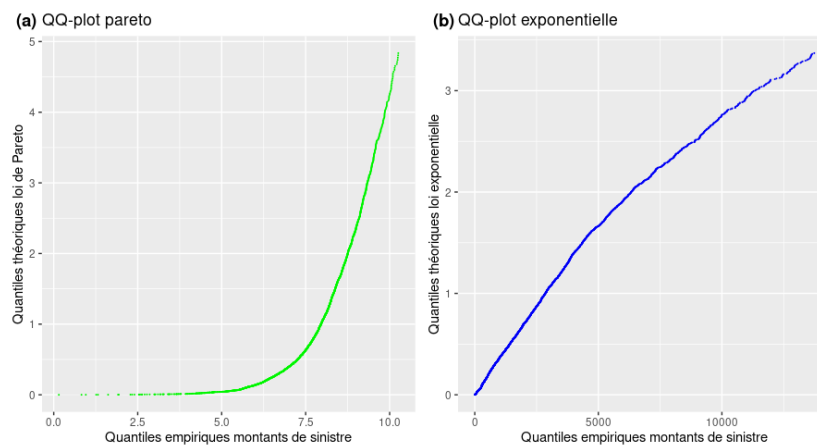 (a) QQ-plot pareto
5
4
3
2
1
0
Quantiles théoriques loi de Pareto
0.0 2.5 5.0 7.5 10.0
Quantiles empiriques montants de sinistre
(b) QQ-plot exponentielle
3
2
1
0
Quantiles théoriques loi exponentielle
0 5000 10000
Quantiles empiriques montants de sinistre